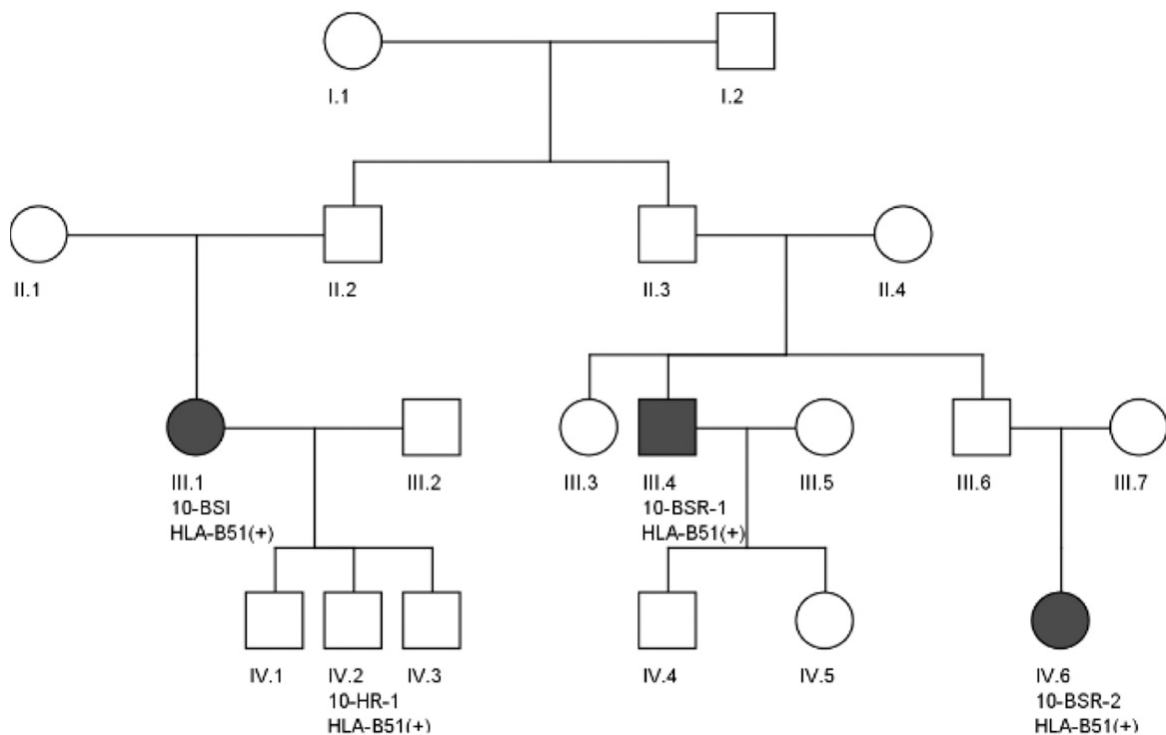 I.1
I.2
II.1
II.2
II.3
II.4
III.1
10-BSI
HLA-B51(+)
III.2
III.3
III.4
10-BSR-1
HLA-B51(+)
III.5
III.6
III.7
IV.1
IV.2
10-HR-1
HLA-B51(+)
IV.3
IV.4
IV.5
IV.6
10-BSR-2
HLA-B51(+)